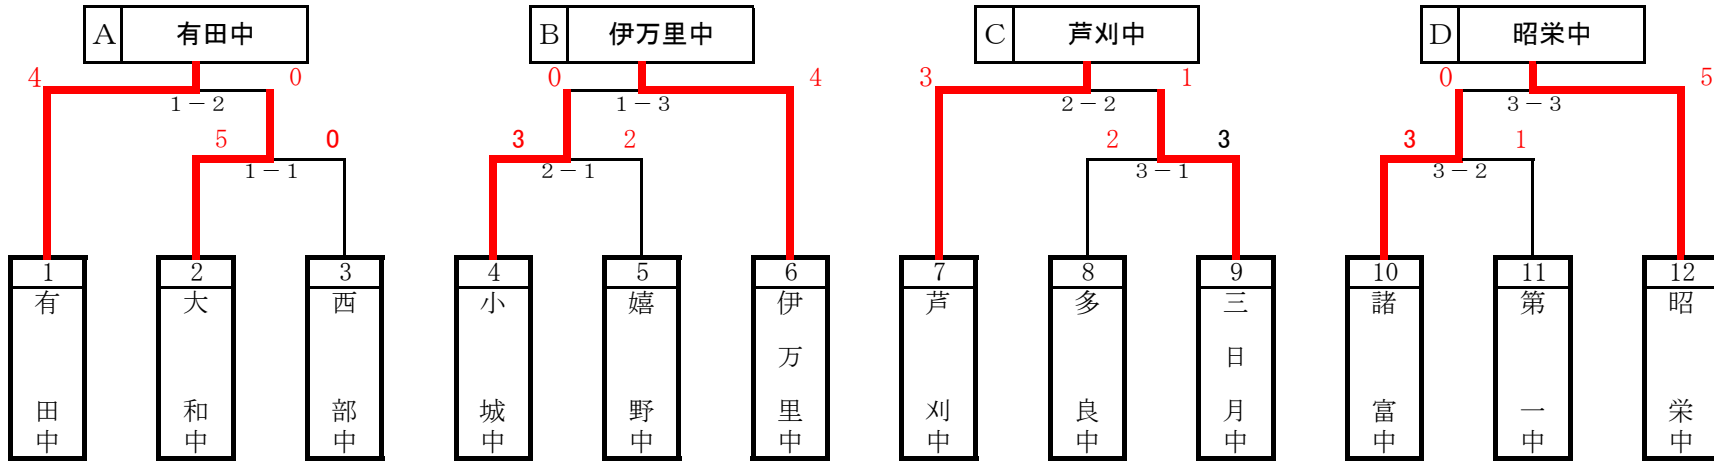 A 有田中 B 伊万里中 C 芦刈中 D 昭栄中
4 0 0 4 3 1 0 5
1－2 1－3 2－2 3－3
5 0 3 2 2 3 3 1
1－1 2－1 3－1 3－2
1 2 3 4 5 6 7 8 9 10 11 12
有田中
大和中
西部中
小城中
嬉野中
伊万里中
芦刈中
多良中
三日月中
諸富中
第一中
昭栄中